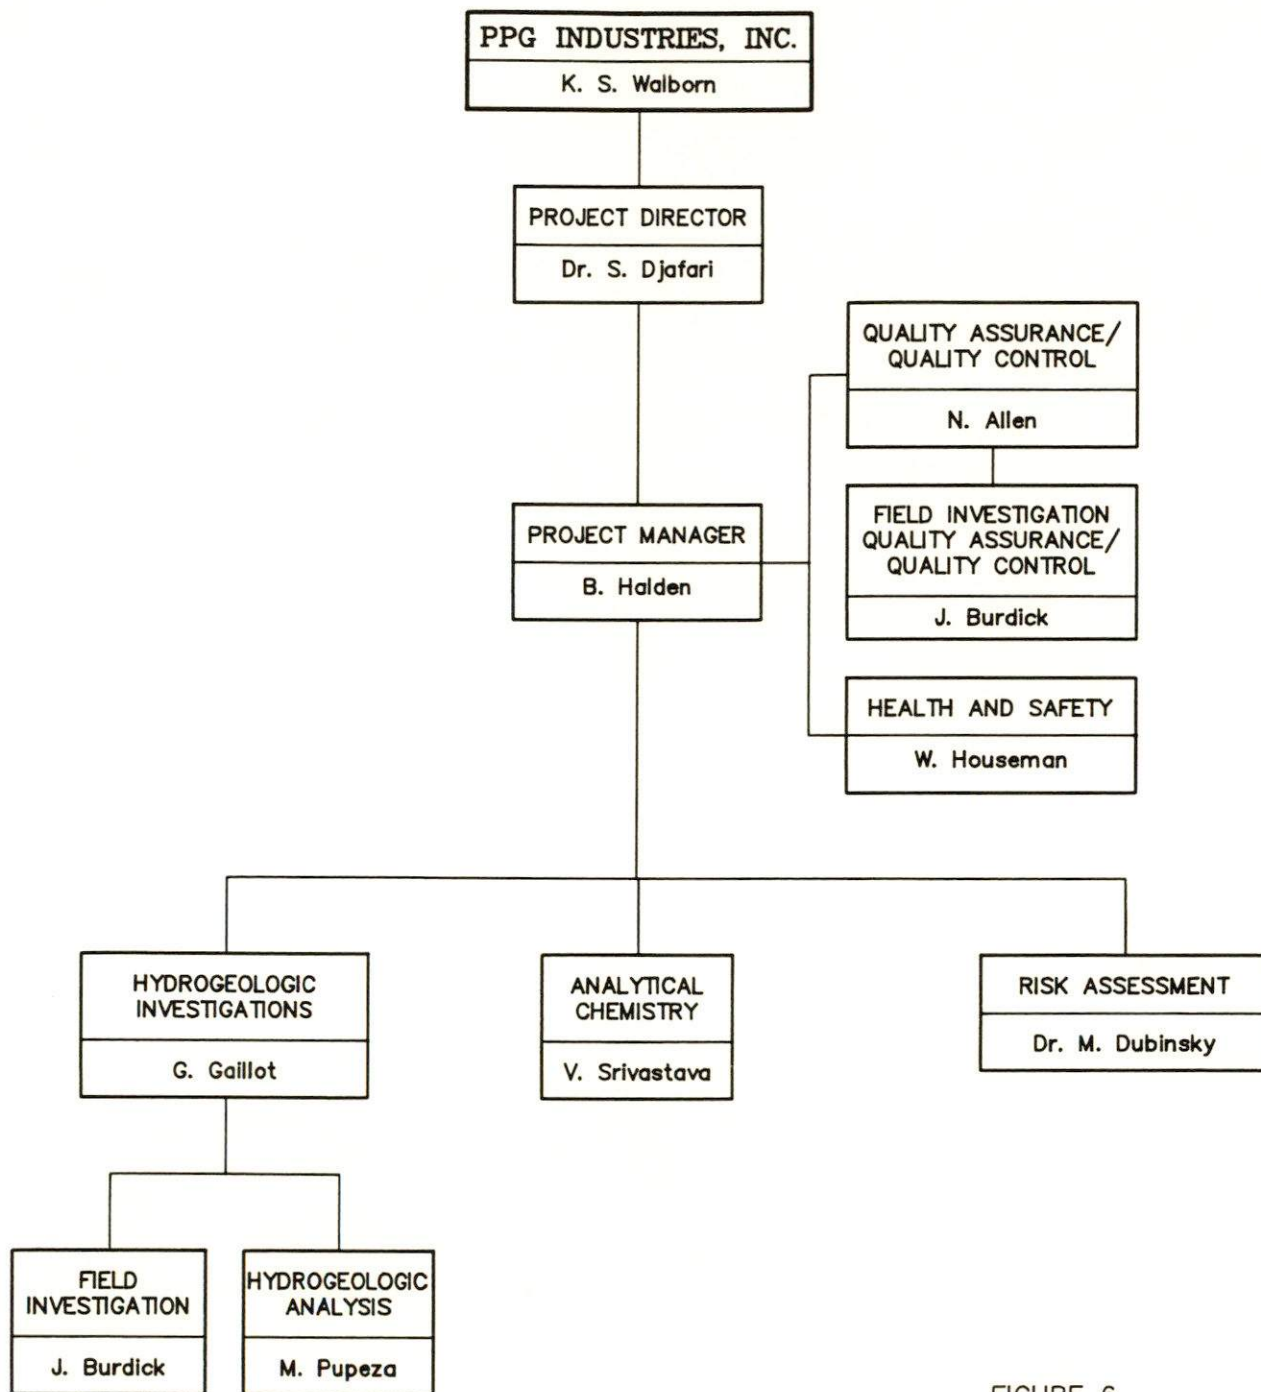 PPG INDUSTRIES, INC.
K. S. Walborn
PROJECT DIRECTOR
Dr. S. Djafari
QUALITY ASSURANCE/
QUALITY CONTROL
N. Allen
FIELD INVESTIGATION
QUALITY ASSURANCE/
QUALITY CONTROL
J. Burdick
PROJECT MANAGER
B. Halden
HEALTH AND SAFETY
W. Houseman
HYDROGEOLOGIC
INVESTIGATIONS
G. Gaillot
ANALYTICAL
CHEMISTRY
V. Srivastava
RISK ASSESSMENT
Dr. M. Dubinsky
FIELD
INVESTIGATION
J. Burdick
HYDROGEOLOGIC
ANALYSIS
M. Pupeza
FIGURE 6